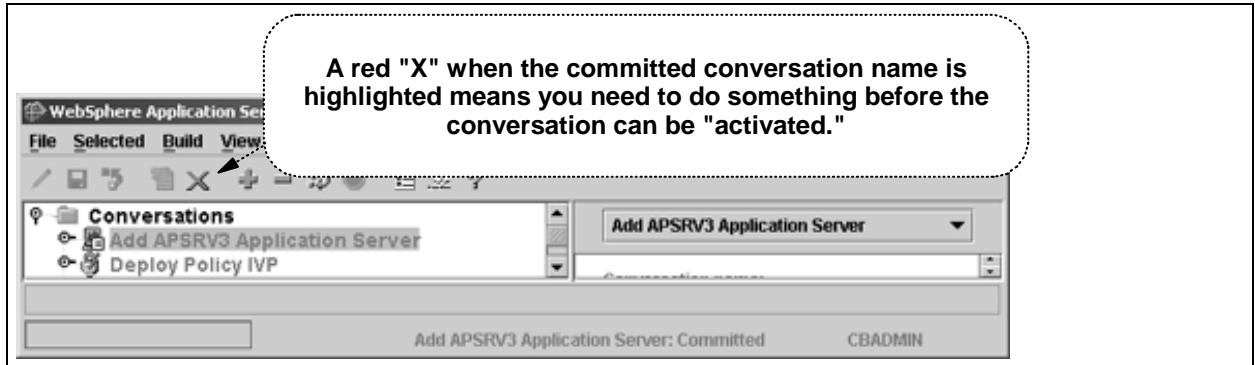 A red "X" when the committed conversation name is
highlighted means you need to do something before the
conversation can be "activated."
WebSphere Application Ser
File Selected Build View
Conversations
Add APSRV3 Application Server
Deploy Policy IVP
Add APSRV3 Application Server
Add APSRV3 Application Server: Committed CBADMIN